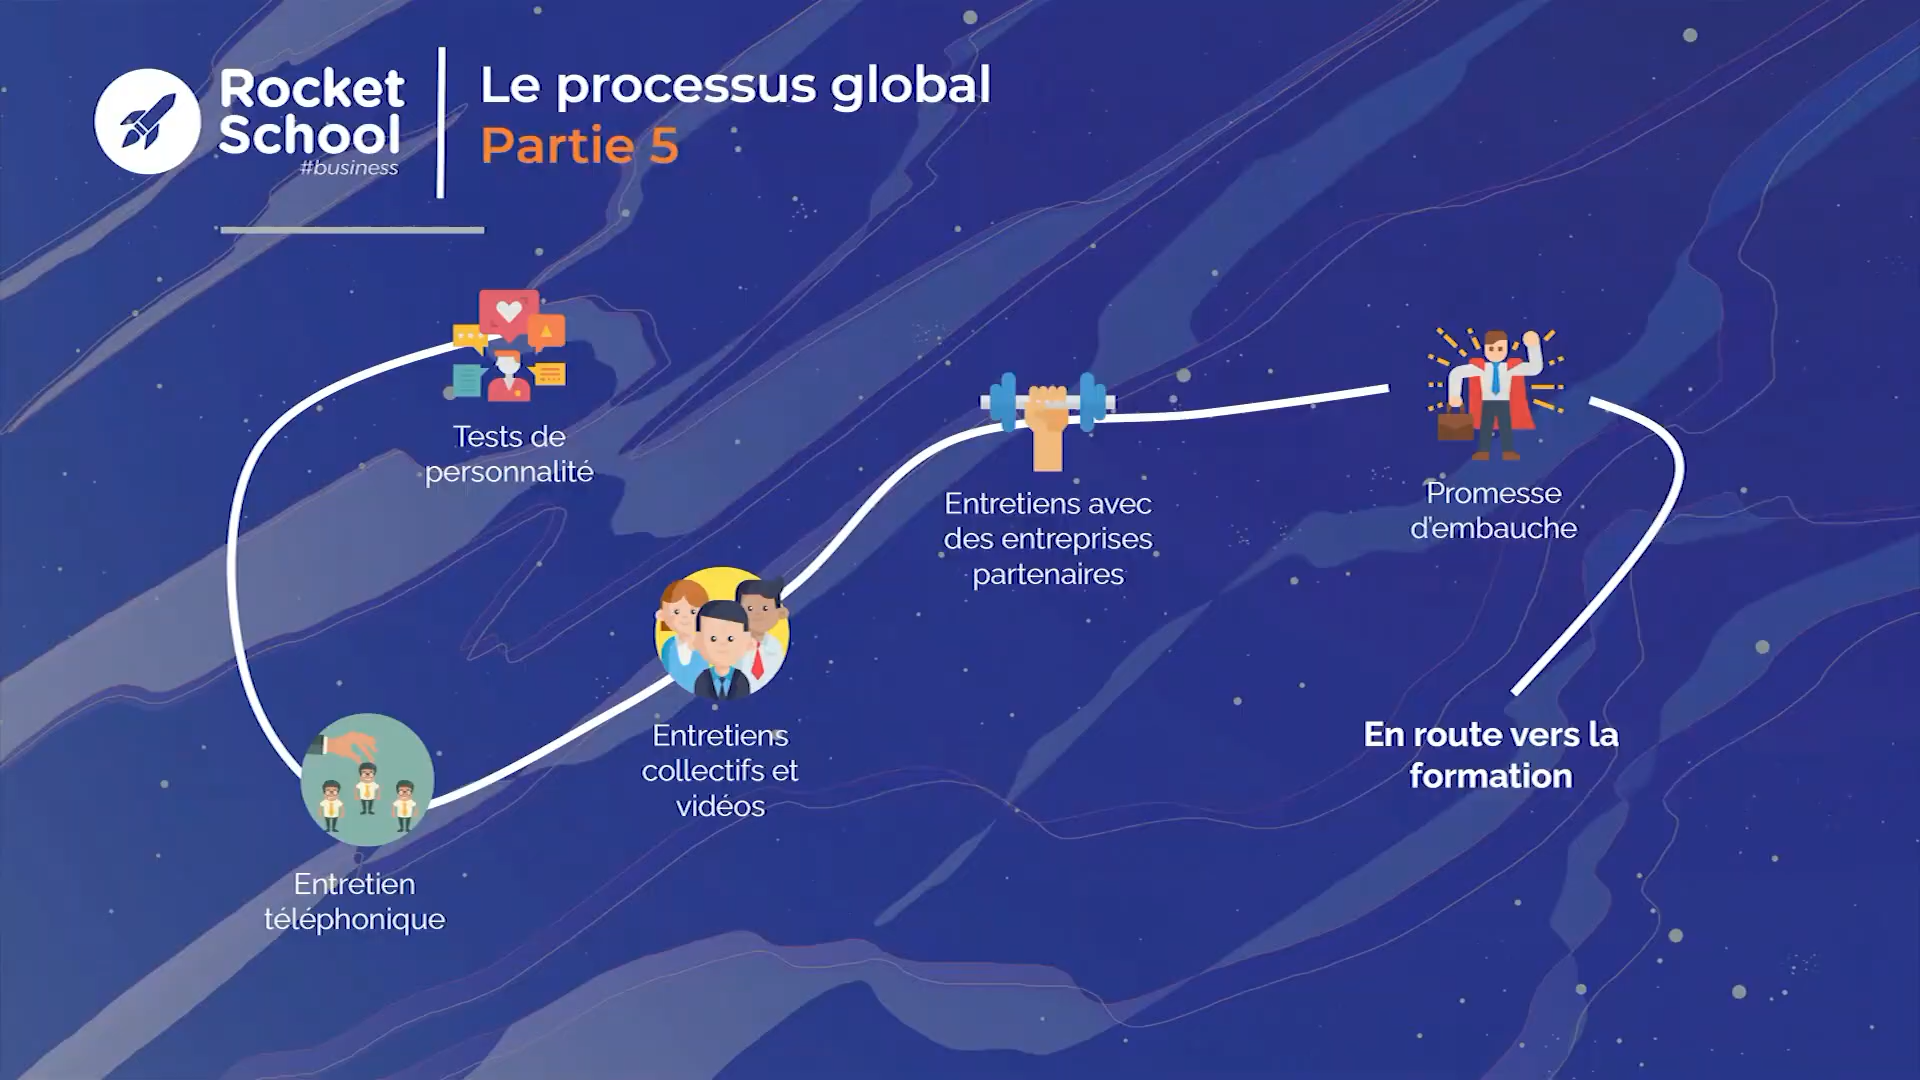 Rocket
School
#business
Le processus global
Partie 5
Tests de
personnalité
Entretien
téléphonique
Entretiens
collectifs et
vidéos
Entretiens avec
des entreprises
partenaires
Promesse
d'embauche
En route vers la
formation